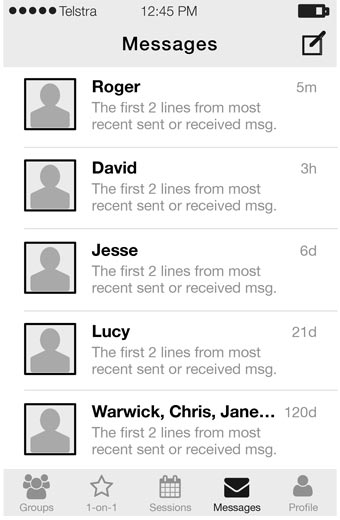 Telstra 12:45 PM
Messages
Roger 5m
The first 2 lines from most
recent sent or received msg.
David 3h
The first 2 lines from most
recent sent or received msg.
Jesse 6d
The first 2 lines from most
recent sent or received msg.
Lucy 21d
The first 2 lines from most
recent sent or received msg.
Warwick, Chris, Jane... 120d
The first 2 lines from most
recent sent or received msg.
Groups 1-on-1 Sessions Messages Profile